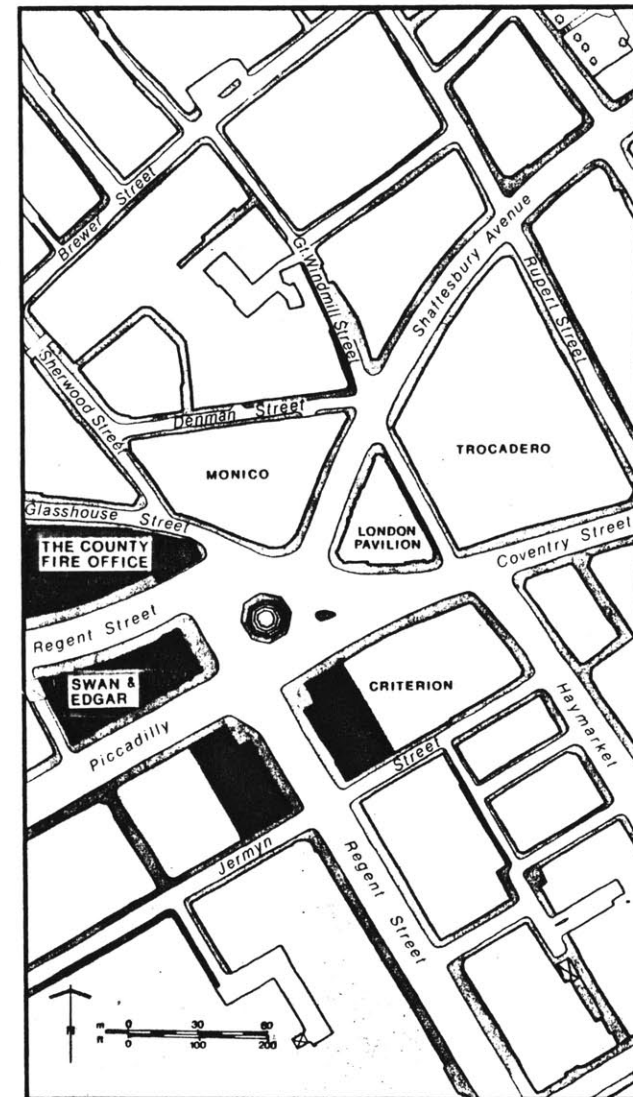 Brewer Street
Gt. Windmill Street
Shaftesbury Avenue
Rupert Street
Sherwood Street
Denman Street
MONICO
TROCADERO
Glasshouse Street
LONDON
PAVILION
Coventry Street
THE COUNTY
FIRE OFFICE
Regent Street
SWAN &
EDGAR
CRITERION
Haymarket
Piccadilly
Street
Jermyn
Regent Street
N
m 0 30 60
ft 0 100 200